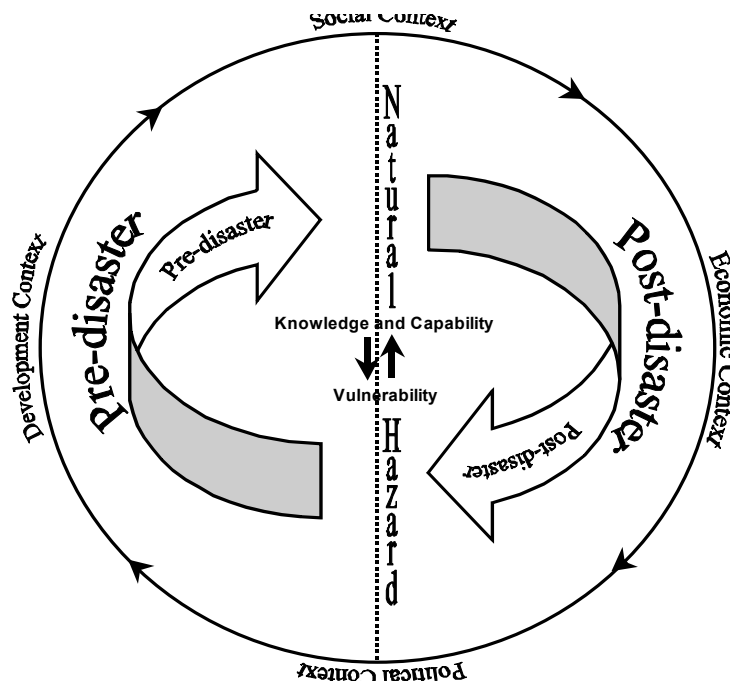 Social Context
Natural
Pre-disaster
Pre-disaster
Post-disaster
Development Context
Economic Context
Knowledge and Capability
Vulnerability
Hazard
Post-disaster
Political Context